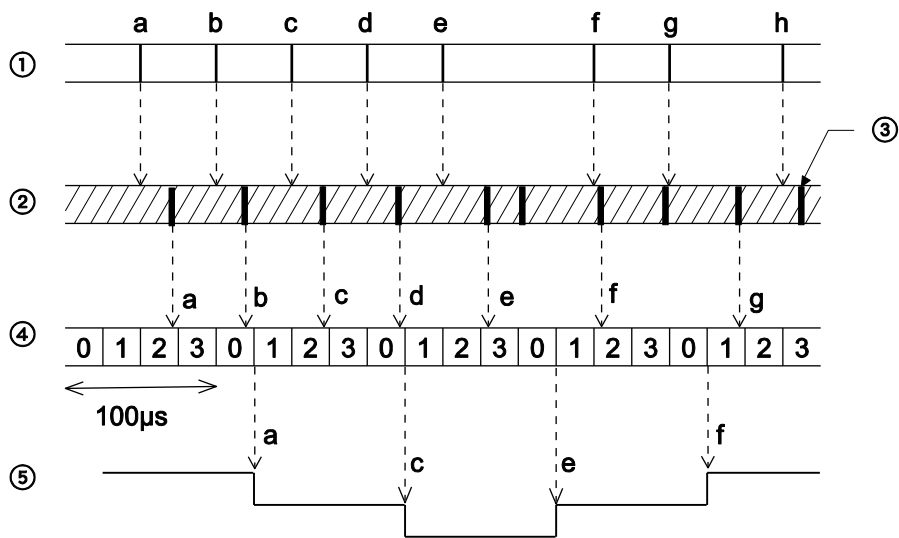 a b c d e f g h
①
③
②
a b c d e f g
④
0 1 2 3 0 1 2 3 0 1 2 3 0 1 2 3 0 1 2 3
100µs
a c e f
⑤